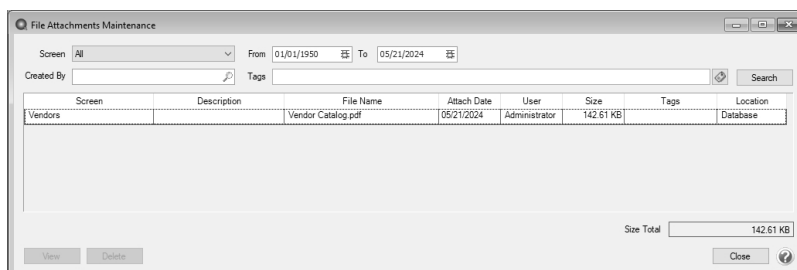 File Attachments Maintenance
Screen All From 01/01/1950 To 05/21/2024
Created By Tags Search
Screen Description File Name Attach Date User Size Tags Location
Vendors Vendor Catalog.pdf 05/21/2024 Administrator 142.61 KB Database
Size Total 142.61 KB
View Delete Close ?